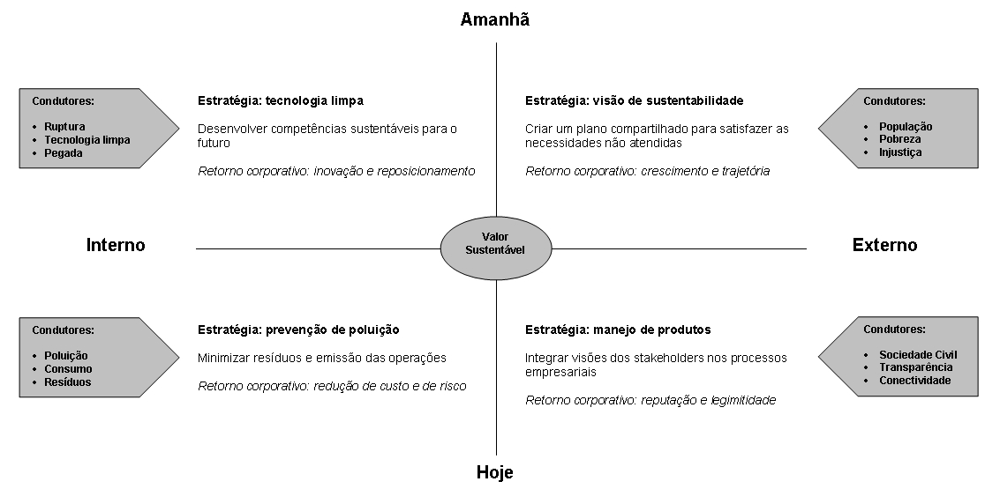 Amanhã
Condutores:
• Ruptura
• Tecnologia limpa
• Pegada
Estratégia: tecnologia limpa
Desenvolver competências sustentáveis para o
futuro
Retorno corporativo: inovação e reposicionamento
Estratégia: visão de sustentabilidade
Criar um plano compartilhado para satisfazer as
necessidades não atendidas
Retorno corporativo: crescimento e trajetória
Condutores:
• População
• Pobreza
• Injustiça
Interno
Valor
Sustentável
Externo
Condutores:
• Poluição
• Consumo
• Resíduos
Estratégia: prevenção de poluição
Minimizar resíduos e emissão das operações
Retorno corporativo: redução de custo e de risco
Estratégia: manejo de produtos
Integrar visões dos stakeholders nos processos
empresariais
Retorno corporativo: reputação e legimitidade
Condutores:
• Sociedade Civil
• Transparência
• Conectividade
Hoje